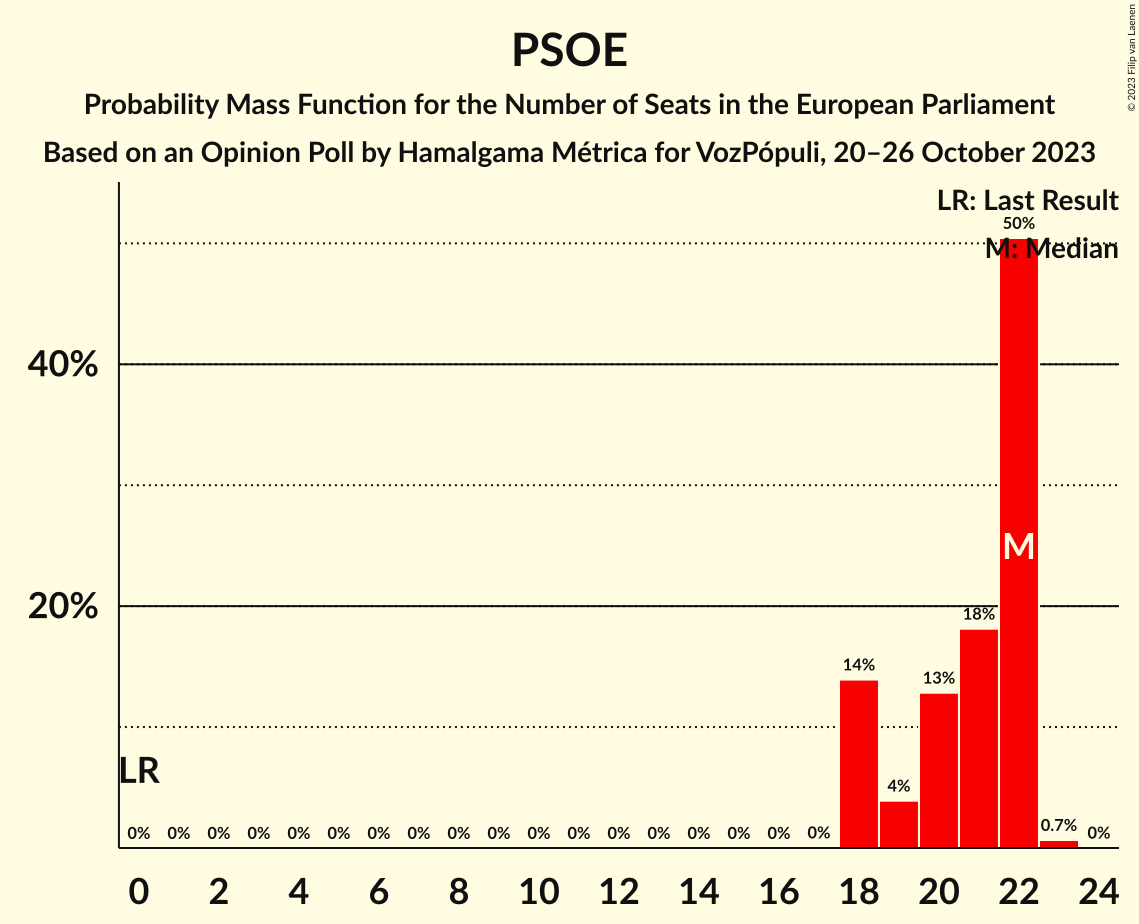 PSOE
Probability Mass Function for the Number of Seats in the European Parliament
Based on an Opinion Poll by Hamalgama Métrica for VozPópuli, 20–26 October 2023
© 2023 Filip van Laenen
LR: Last Result
M: Median
50%
40%
20%
M
18%
14%
13%
4%
0.7%
LR
0% 0% 0% 0% 0% 0% 0% 0% 0% 0% 0% 0% 0% 0% 0% 0% 0% 0% 0%
0 2 4 6 8 10 12 14 16 18 20 22 24